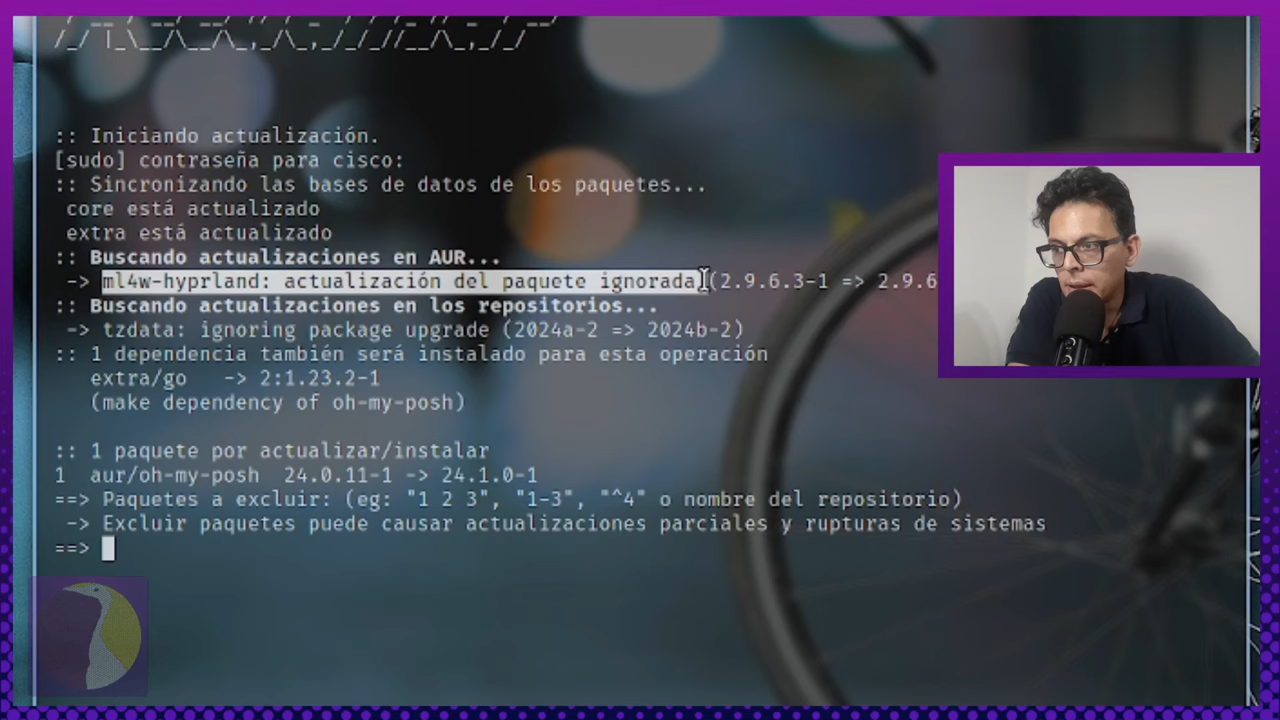 :: Iniciando actualización.
[sudo] contraseña para cisco:
:: Sincronizando las bases de datos de los paquetes...
core está actualizado
extra está actualizado
:: Buscando actualizaciones en AUR...
-> ml4w-hyprland: actualización del paquete ignorada (2.9.6.3-1 => 2.9.6
:: Buscando actualizaciones en los repositorios...
-> tzdata: ignoring package upgrade (2024a-2 => 2024b-2)
:: 1 dependencia también será instalado para esta operación
extra/go -> 2:1.23.2-1
(make dependency of oh-my-posh)
:: 1 paquete por actualizar/instalar
1 aur/oh-my-posh 24.0.11-1 -> 24.1.0-1
==> Paquetes a excluir: (eg: "1 2 3", "1-3", "^4" o nombre del repositorio)
-> Excluir paquetes puede causar actualizaciones parciales y rupturas de sistemas
==>